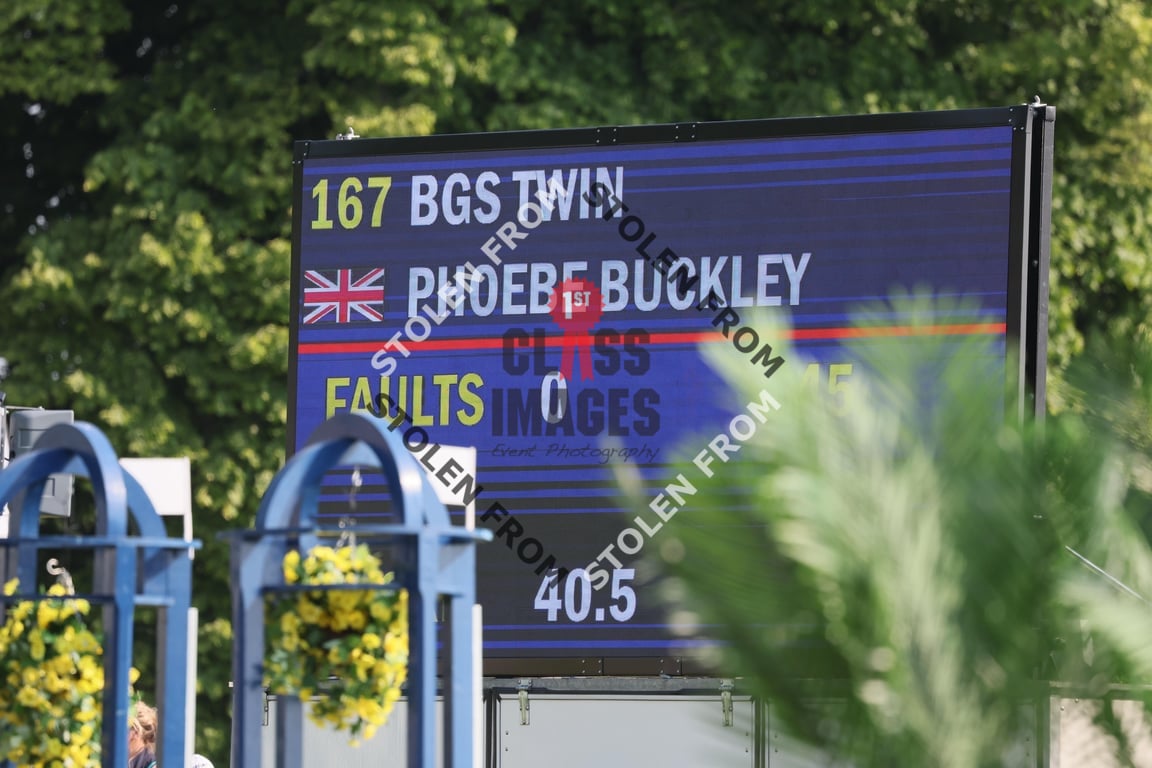 167 BGS TWIN
PHOEBE BUCKLEY
FAULTS 0 45
40.5
STOLEN FROM
STOLEN FROM
STOLEN FROM
STOLEN FROM
1ST
CLASS
IMAGES
Event Photography